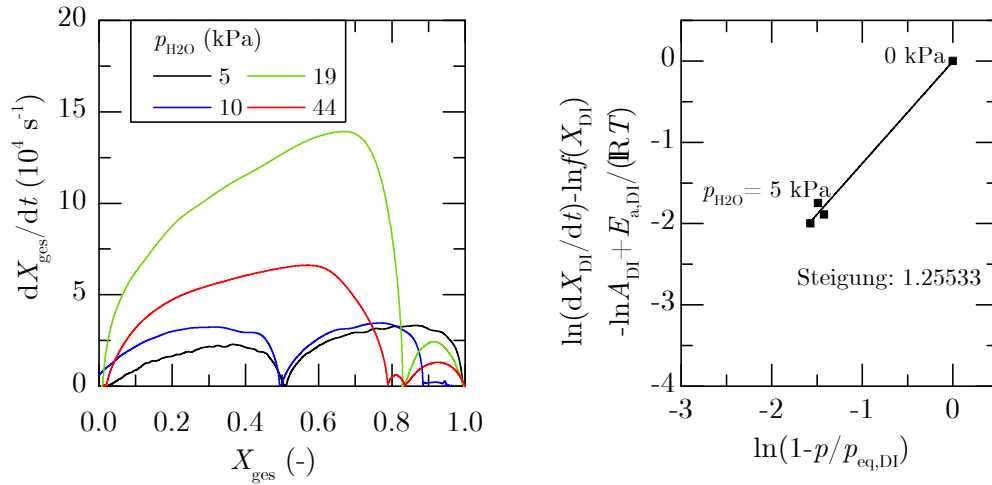 20
15
10
5
0
dX_ges/dt (10^4 s^-1)
p_H2O (kPa)
5 19
10 44
0.0 0.2 0.4 0.6 0.8 1.0
X_ges (-)
ln(dX_DI/dt)-lnf(X_DI)
-lnA_DI+E_a,DI/(ℝT)
0
-1
-2
-3
-4
0 kPa
p_H2O= 5 kPa
Steigung: 1.25533
-3 -2 -1 0
ln(1-p/p_eq,DI)